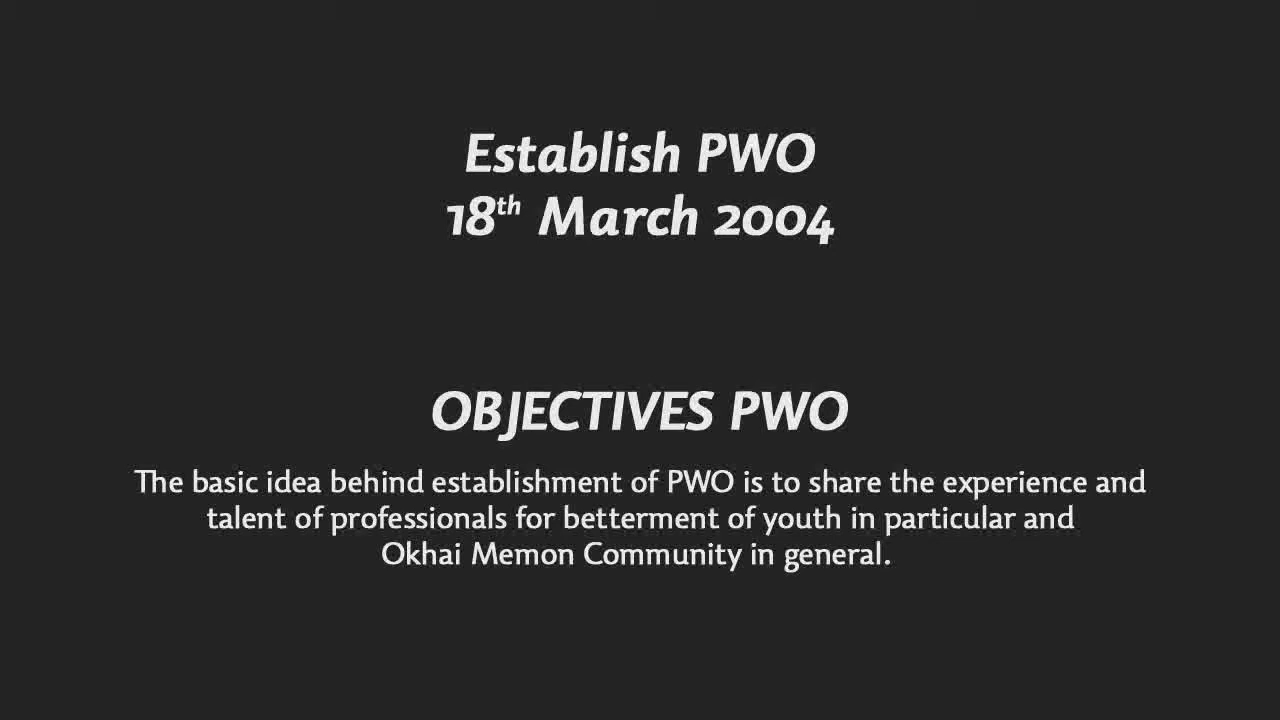 Establish PWO
18th March 2004
OBJECTIVES PWO
The basic idea behind establishment of PWO is to share the experience and
talent of professionals for betterment of youth in particular and
Okhai Memon Community in general.